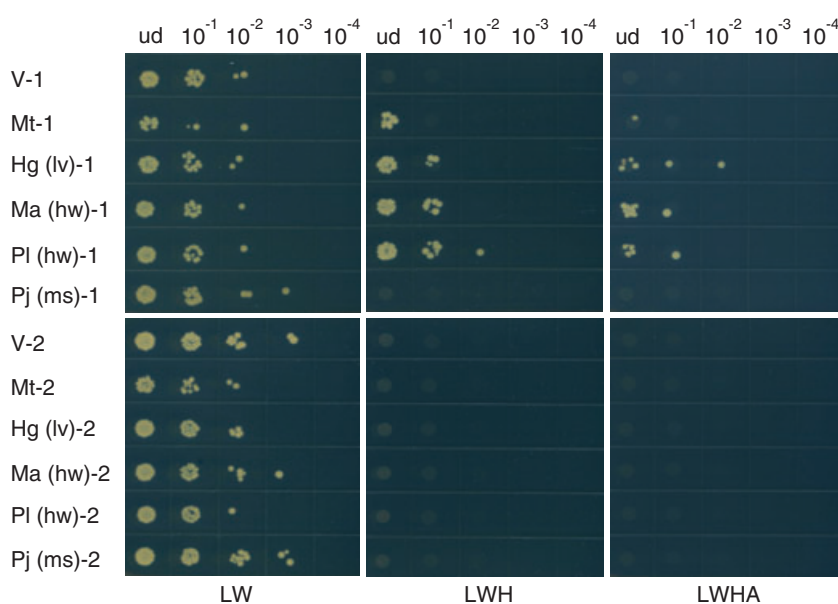 ud 10⁻¹ 10⁻² 10⁻³ 10⁻⁴ ud 10⁻¹ 10⁻² 10⁻³ 10⁻⁴ ud 10⁻¹ 10⁻² 10⁻³ 10⁻⁴
V-1
Mt-1
Hg (lv)-1
Ma (hw)-1
Pl (hw)-1
Pj (ms)-1
V-2
Mt-2
Hg (lv)-2
Ma (hw)-2
Pl (hw)-2
Pj (ms)-2
LW LWH LWHA